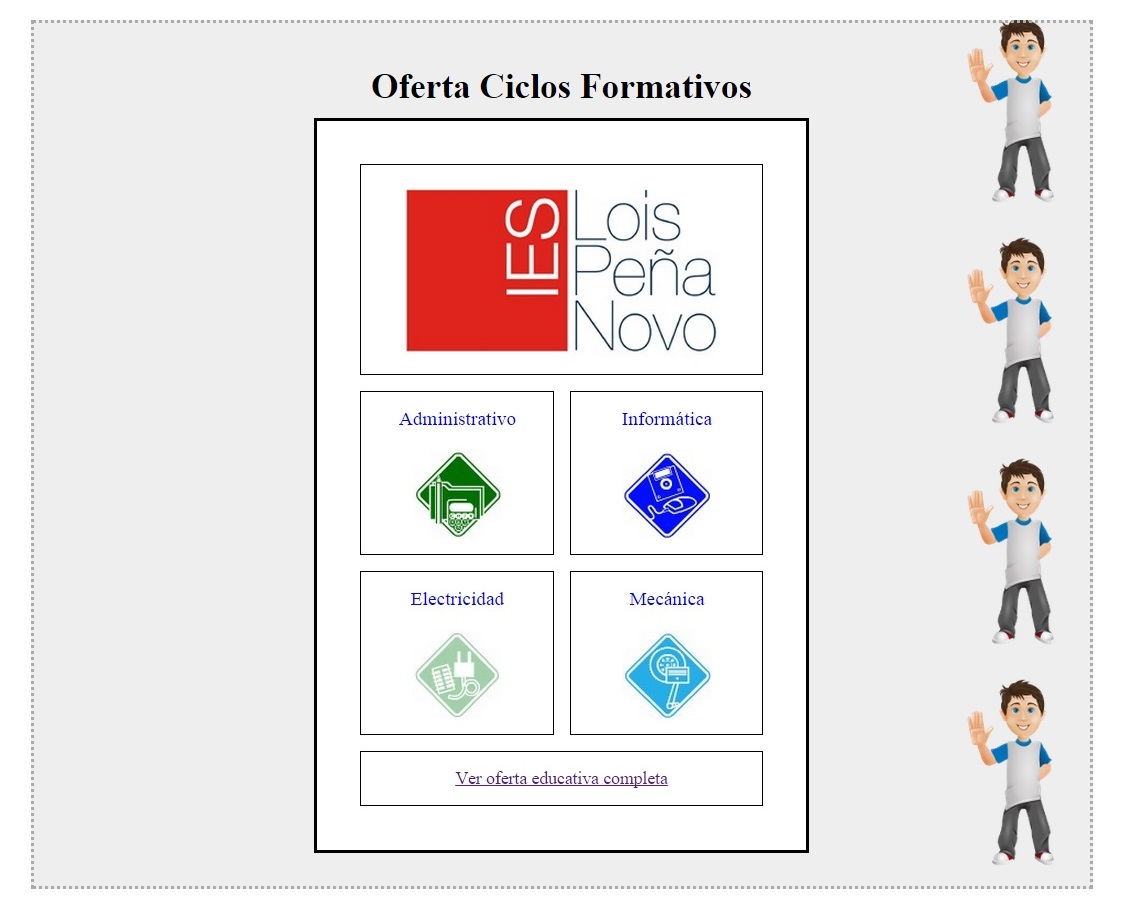 Oferta Ciclos Formativos
IES
Lois
Peña
Novo
Administrativo
Informática
Electricidad
Mecánica
Ver oferta educativa completa